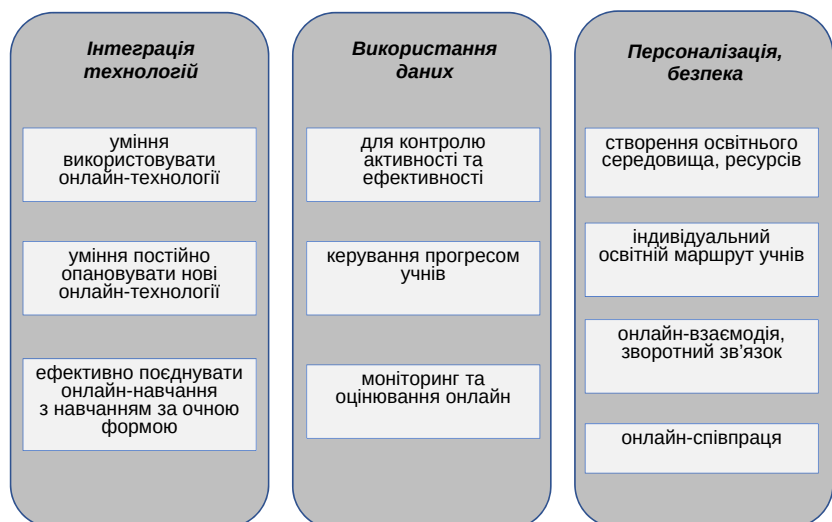 Інтеграція
технологій
уміння
використовувати
онлайн-технології
уміння постійно
опановувати нові
онлайн-технології
ефективно поєднувати
онлайн-навчання
з навчанням за очною
формою
Використання
даних
для контролю
активності та
ефективності
керування прогресом
учнів
моніторинг та
оцінювання онлайн
Персоналізація,
безпека
створення освітнього
середовища, ресурсів
індивідуальний
освітній маршрут учнів
онлайн-взаємодія,
зворотний зв’язок
онлайн-співпраця